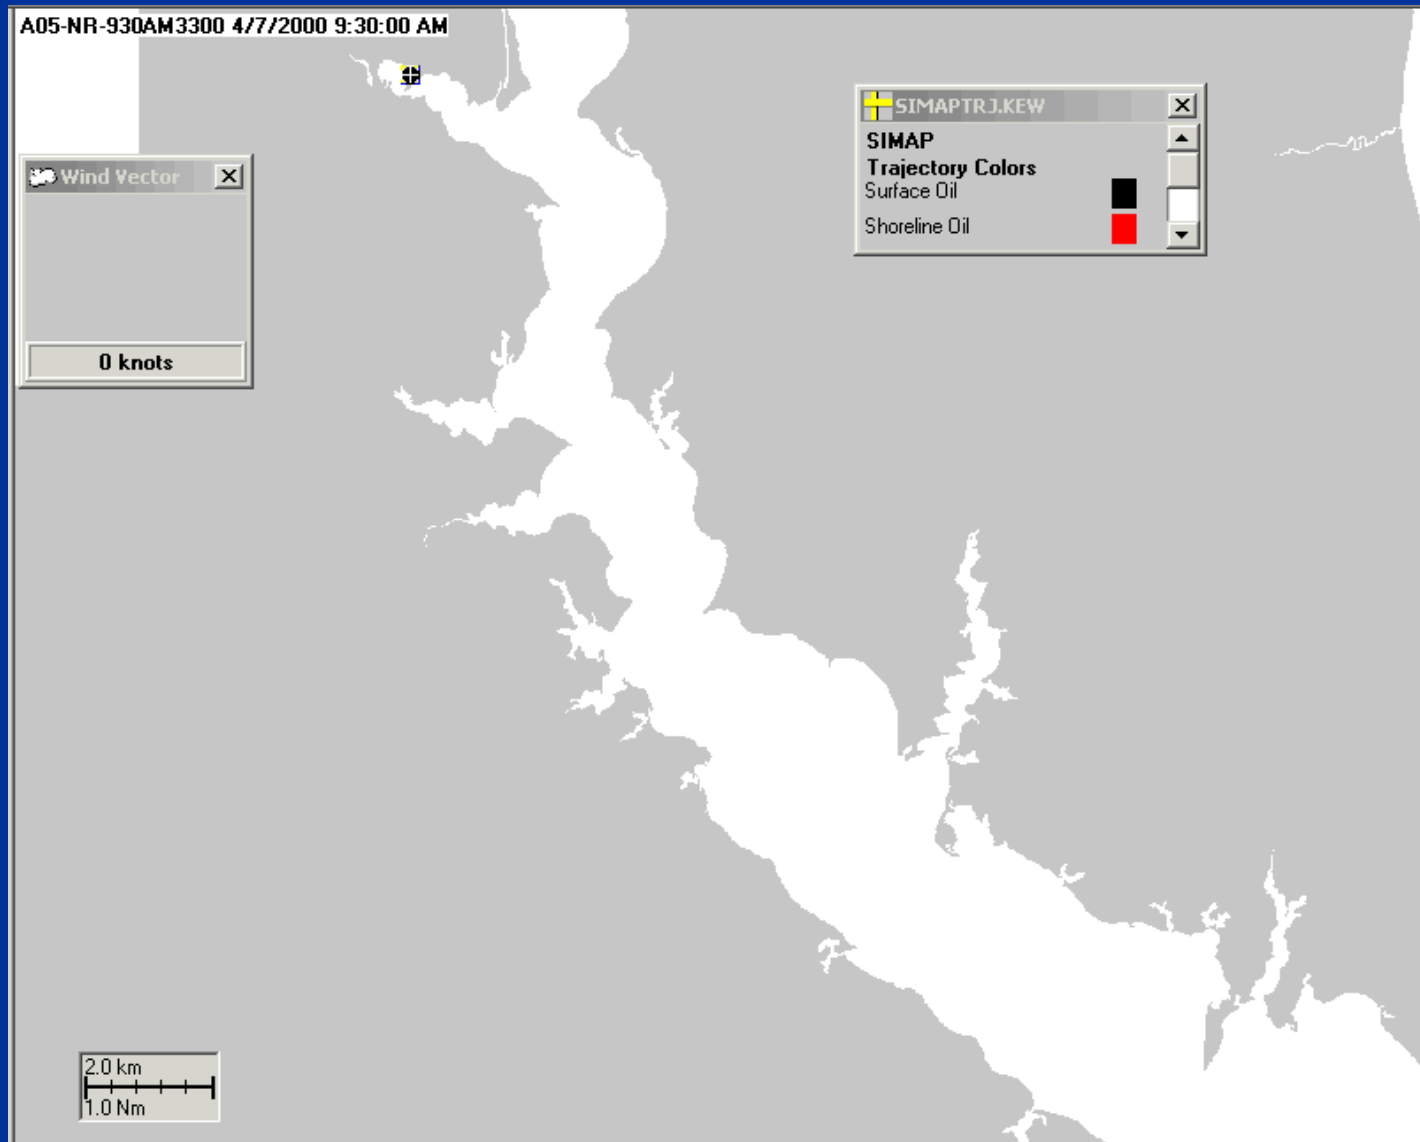 A05-NR-930AM3300 4/7/2000 9:30:00 AM
SIMAPTRJ.KEW
SIMAP
Trajectory Colors
Surface Oil
Shoreline Oil
Wind Vector
0 knots
2.0 km
1.0 Nm